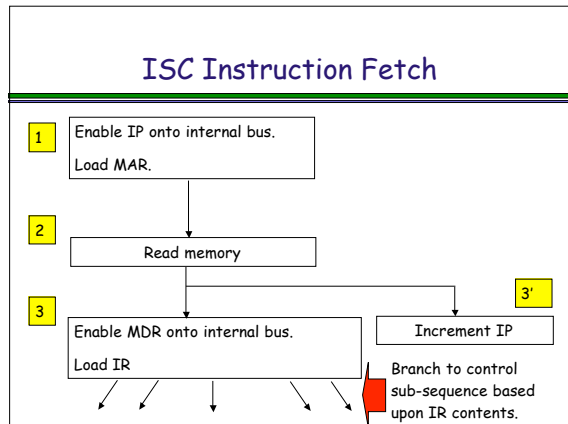 ISC Instruction Fetch
1
Enable IP onto internal bus.
Load MAR.
2
Read memory
3'
3
Enable MDR onto internal bus.
Load IR
Increment IP
Branch to control
sub-sequence based
upon IR contents.